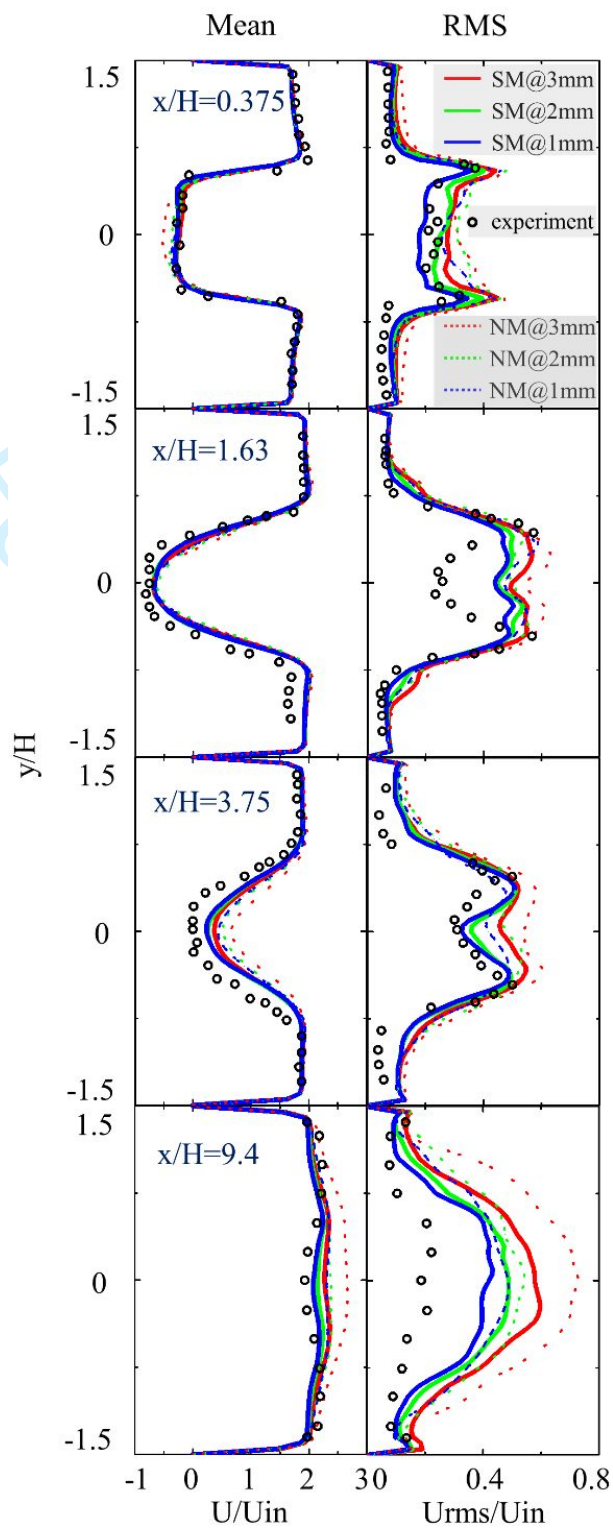 Mean RMS
1.5
x/H=0.375
SM@3mm
SM@2mm
SM@1mm
0
experiment
NM@3mm
NM@2mm
NM@1mm
-1.5
1.5
x/H=1.63
0
-1.5
y/H
1.5
x/H=3.75
0
-1.5
1.5
x/H=9.4
0
-1.5
-1 0 1 2 3 0 0.4 0.8
U/Uin Urms/Uin